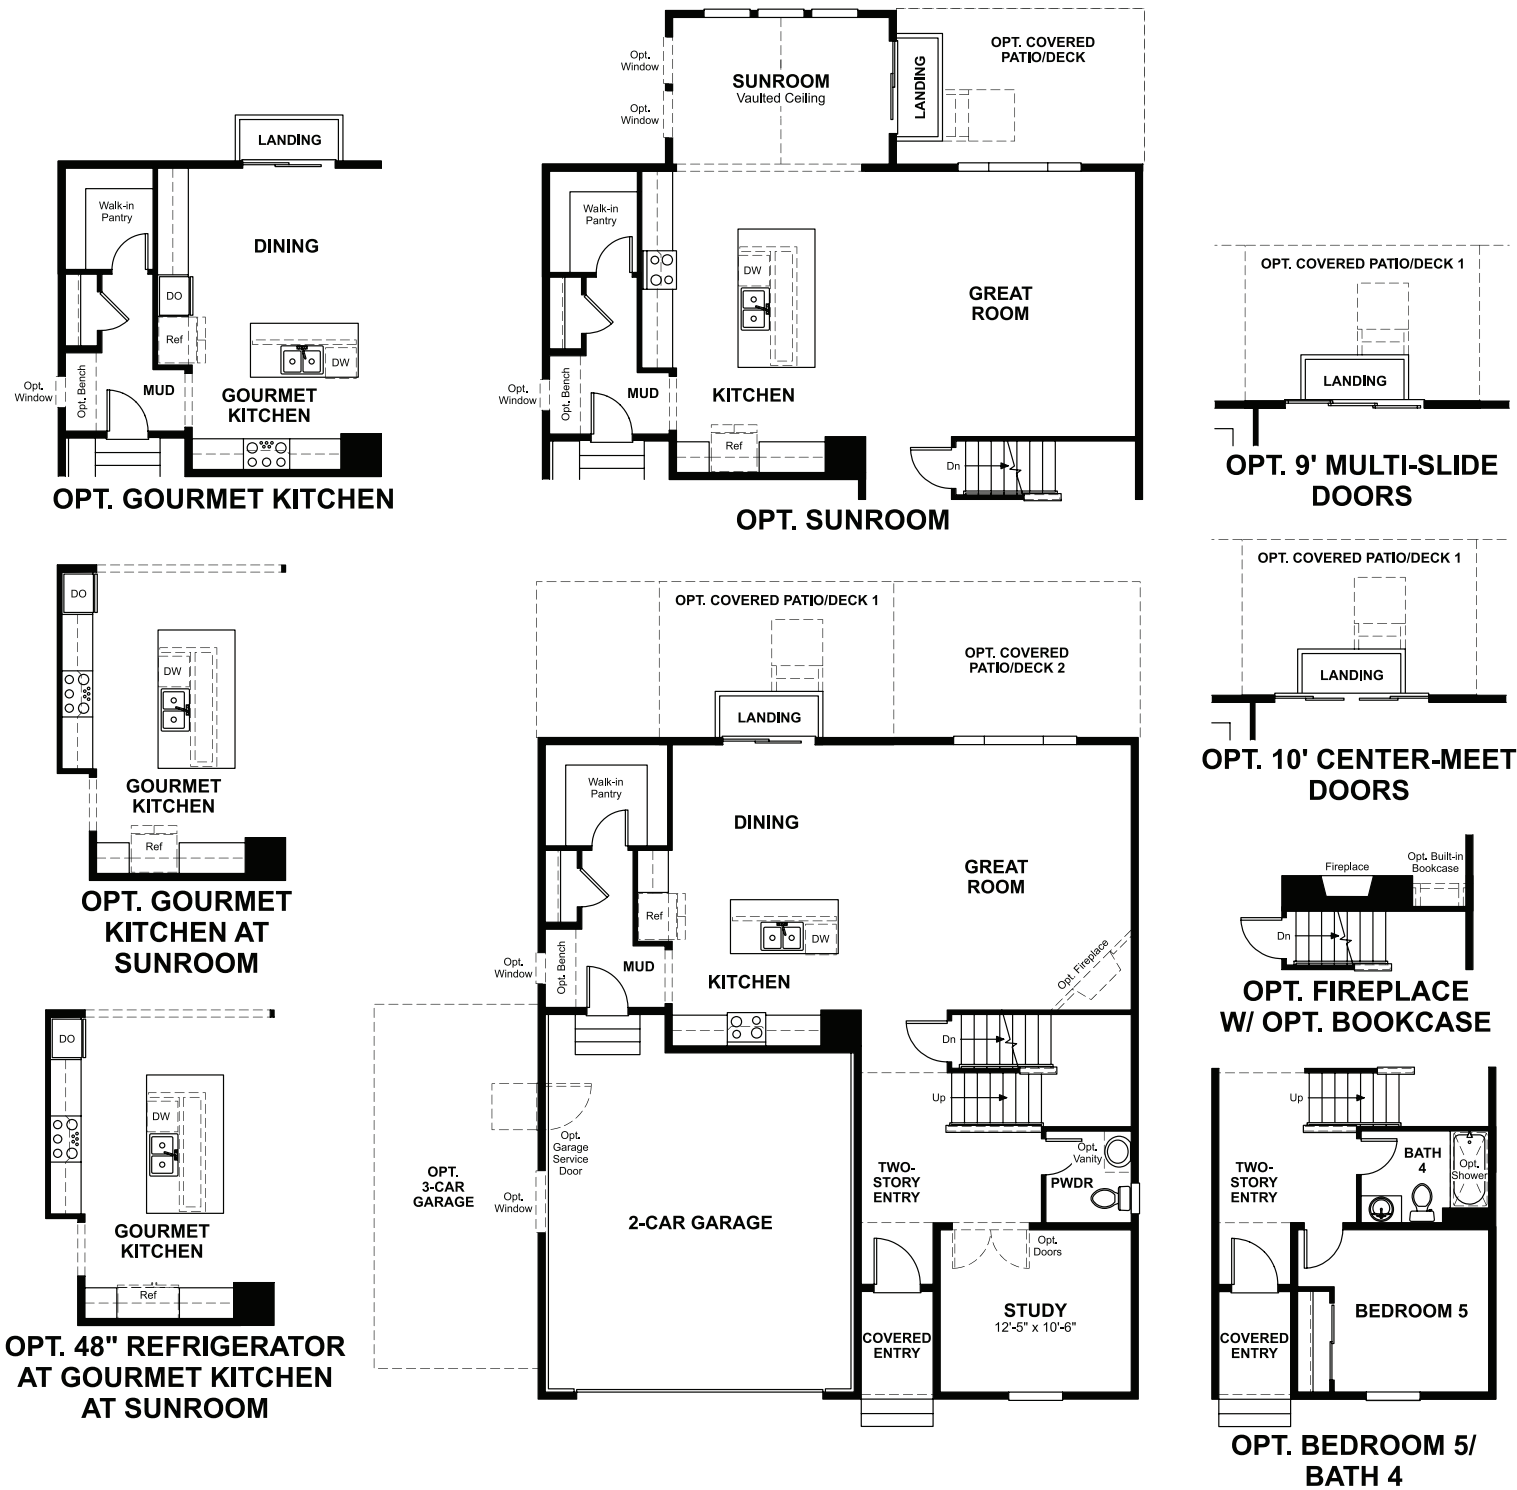 LANDING
Walk-in
Pantry
DINING
DO
Ref
DW
Opt.
Window
Opt. Bench
MUD
GOURMET
KITCHEN
OPT. GOURMET KITCHEN
Opt.
Window
Opt.
Window
SUNROOM
Vaulted Ceiling
LANDING
OPT. COVERED
PATIO/DECK
Walk-in
Pantry
DW
GREAT
ROOM
Opt.
Window
Opt. Bench
MUD
KITCHEN
Ref
Dn
OPT. SUNROOM
OPT. COVERED PATIO/DECK 1
LANDING
OPT. 9' MULTI-SLIDE
DOORS
OPT. COVERED PATIO/DECK 1
LANDING
OPT. 10' CENTER-MEET
DOORS
DO
DW
GOURMET
KITCHEN
Ref
OPT. GOURMET
KITCHEN AT
SUNROOM
DO
DW
GOURMET
KITCHEN
Ref
OPT. 48" REFRIGERATOR
AT GOURMET KITCHEN
AT SUNROOM
OPT. COVERED PATIO/DECK 1
OPT. COVERED
PATIO/DECK 2
LANDING
Walk-in
Pantry
DINING
GREAT
ROOM
Ref
DW
Opt.
Window
Opt. Bench
MUD
KITCHEN
Opt. Fireplace
Dn
Up
Opt.
Garage
Service
Door
OPT.
3-CAR
GARAGE
Opt.
Window
2-CAR GARAGE
TWO-
STORY
ENTRY
Opt.
Vanity
PWDR
Opt.
Doors
STUDY
12'-5" x 10'-6"
COVERED
ENTRY
Fireplace
Opt. Built-in
Bookcase
Dn
OPT. FIREPLACE
W/ OPT. BOOKCASE
Up
TWO-
STORY
ENTRY
BATH
4
Opt.
Shower
BEDROOM 5
COVERED
ENTRY
OPT. BEDROOM 5/
BATH 4